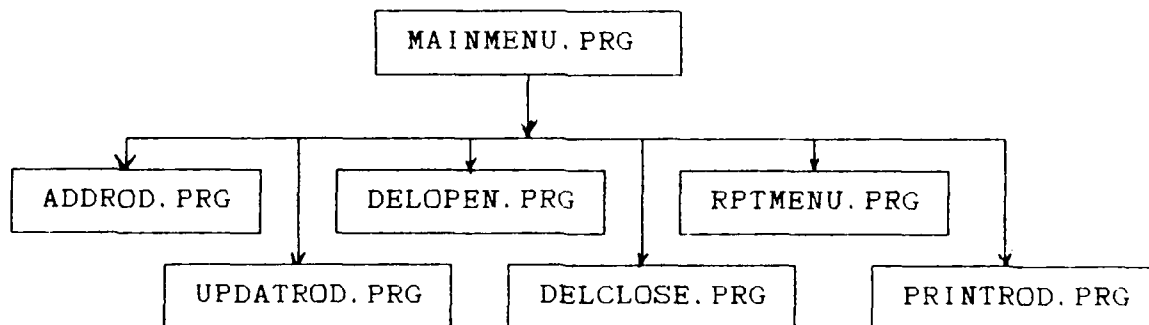 MAINMENU.PRG
ADDROD.PRG
DELOPEN.PRG
RPTMENU.PRG
UPDATROD.PRG
DELCLOSE.PRG
PRINTROD.PRG